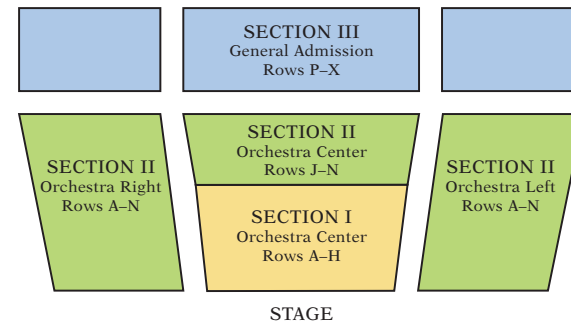 SECTION III
General Admission
Rows P–X
SECTION II
Orchestra Right
Rows A–N
SECTION II
Orchestra Center
Rows J–N
SECTION I
Orchestra Center
Rows A–H
SECTION II
Orchestra Left
Rows A–N
STAGE